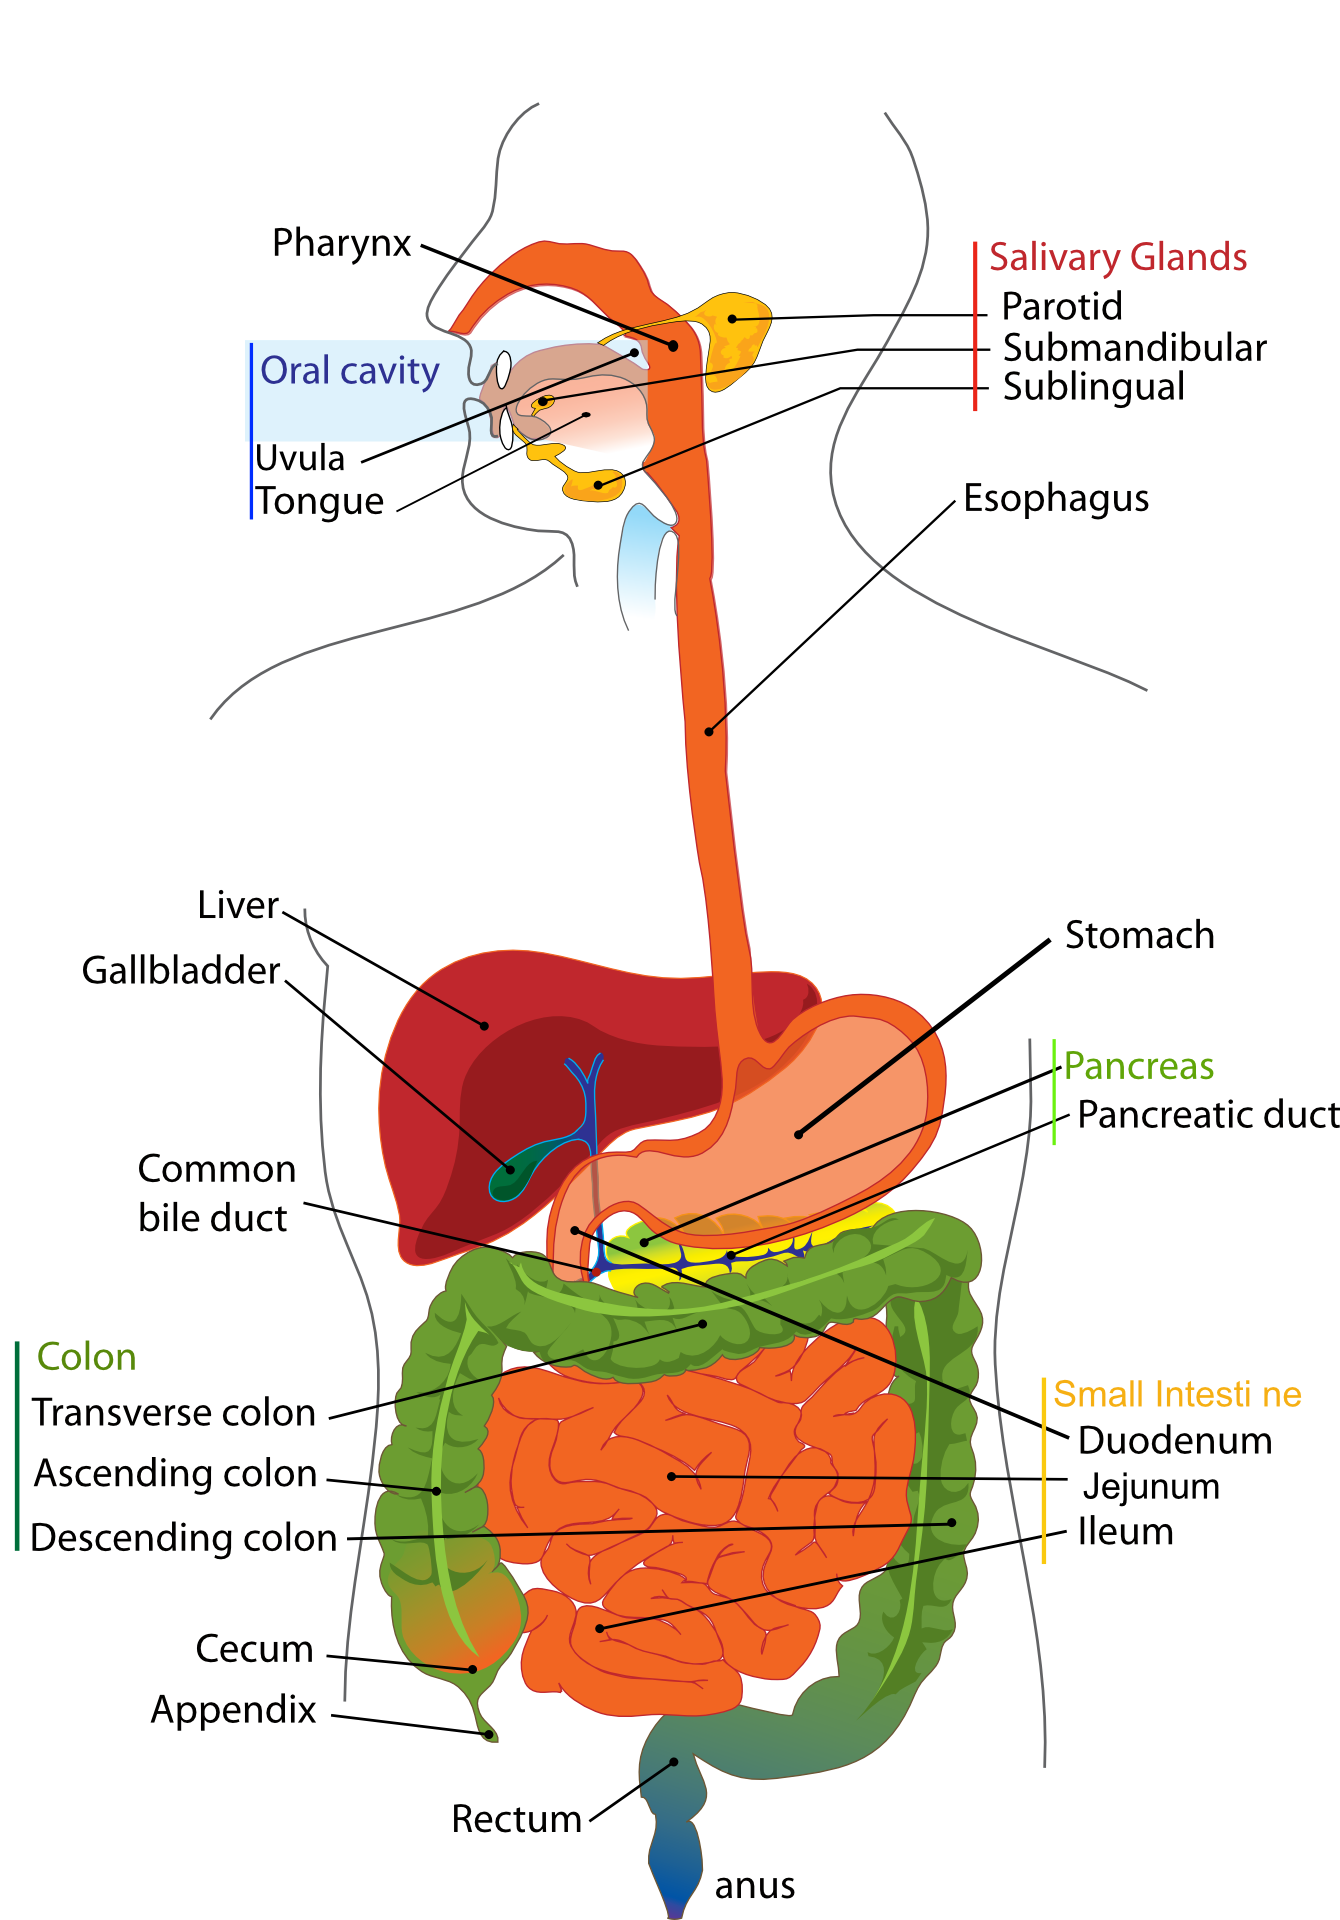 Pharynx
Salivary Glands
Parotid
Submandibular
Sublingual
Oral cavity
Uvula
Tongue
Esophagus
Liver
Gallbladder
Stomach
Pancreas
Pancreatic duct
Common
bile duct
Colon
Transverse colon
Ascending colon
Descending colon
Small Intesti ne
Duodenum
Jejunum
Ileum
Cecum
Appendix
Rectum
anus